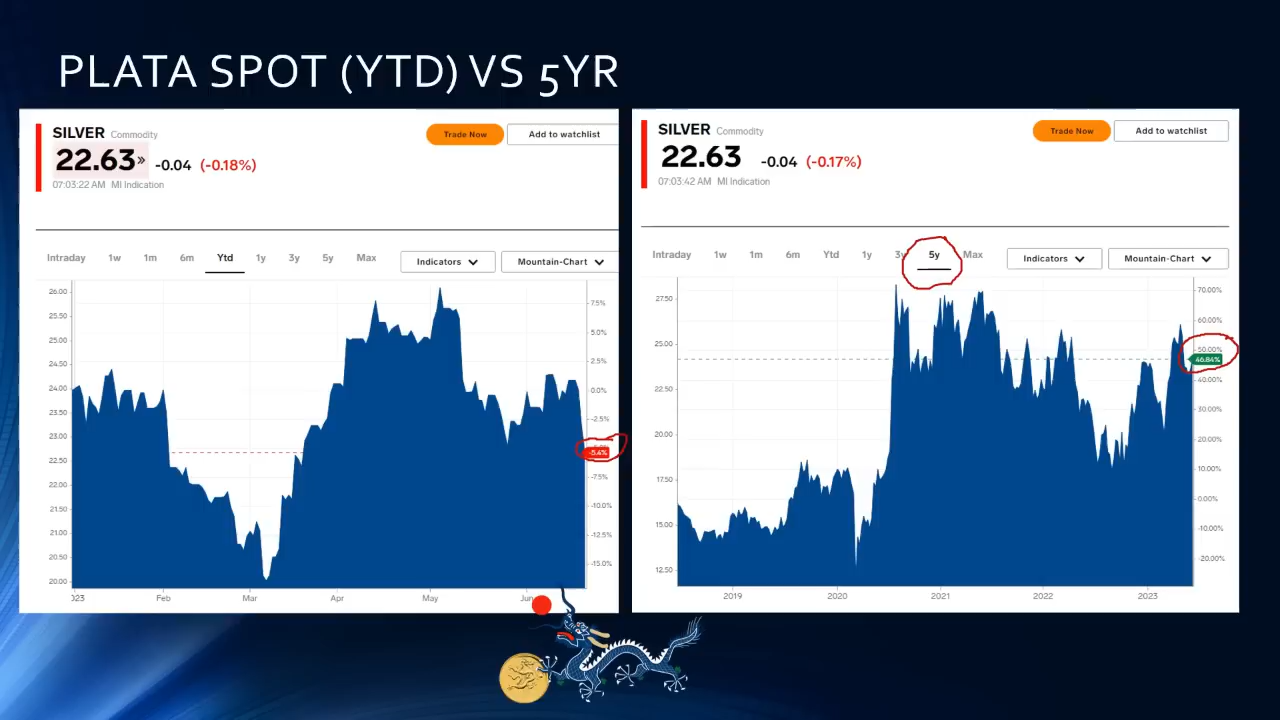 PLATA SPOT (YTD) VS 5YR
SILVER Commodity
Trade Now
Add to watchlist
22.63» -0.04 (-0.18%)
07:03:22 AM MI Indication
Intraday 1w 1m 6m Ytd 1y 3y 5y Max
Indicators
Mountain-Chart
26.00
25.50
25.00
24.50
24.00
23.50
23.00
22.50
22.00
21.50
21.00
20.50
20.00
7.5%
5.0%
2.5%
0.0%
-2.5%
-5.4%
-7.5%
-10.0%
-12.5%
-15.0%
2023 Feb Mar Apr May
SILVER Commodity
Trade Now
Add to watchlist
22.63 -0.04 (-0.17%)
07:03:42 AM MI Indication
Intraday 1w 1m 6m Ytd 1y 3y 5y Max
Indicators
Mountain-Chart
27.50
25.00
22.50
20.00
17.50
15.00
12.50
70.00%
60.00%
50.00%
46.84%
40.00%
30.00%
20.00%
10.00%
0.00%
-10.00%
-20.00%
2019 2020 2021 2022 2023